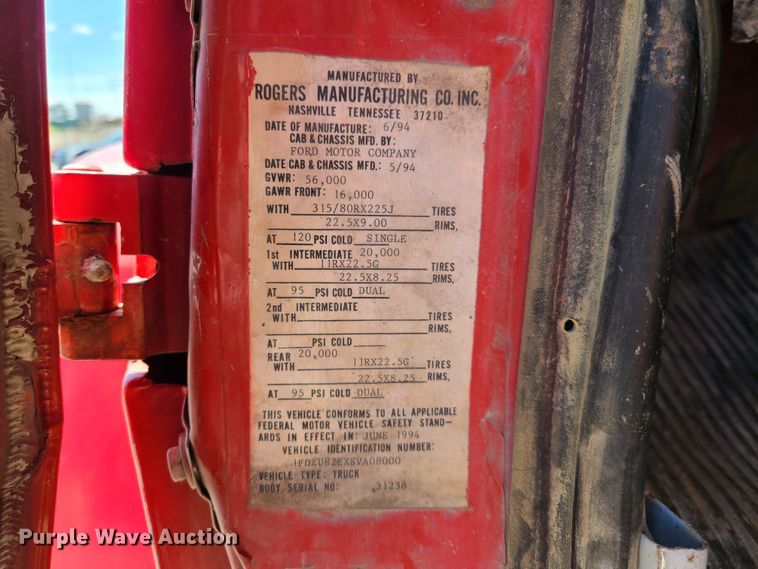 MANUFACTURED BY
ROGERS MANUFACTURING CO. INC.
NASHVILLE TENNESSEE 37210
DATE OF MANUFACTURE: 6/94
CAB & CHASSIS MFD. BY:
FORD MOTOR COMPANY
DATE CAB & CHASSIS MFD.: 5/94
GVWR: 56,000
GAWR FRONT: 16,000
WITH 315/80RX225J TIRES
22.5X9.00 RIMS,
AT 120 PSI COLD SINGLE
1st INTERMEDIATE 20,000
WITH 11RX22.5G TIRES
22.5X8.25 RIMS,
AT 95 PSI COLD DUAL
2nd INTERMEDIATE
WITH TIRES
RIMS,
AT PSI COLD
REAR 20,000
WITH 11RX22.5G TIRES
22.5X8.25 RIMS,
AT 95 PSI COLD DUAL
THIS VEHICLE CONFORMS TO ALL APPLICABLE
FEDERAL MOTOR VEHICLE SAFETY STAND-
ARDS IN EFFECT IN: JUNE 1994
VEHICLE IDENTIFICATION NUMBER:
1FDZU82EXSVA08000
VEHICLE TYPE: TRUCK
BODY SERIAL NO: 31238
Purple Wave Auction